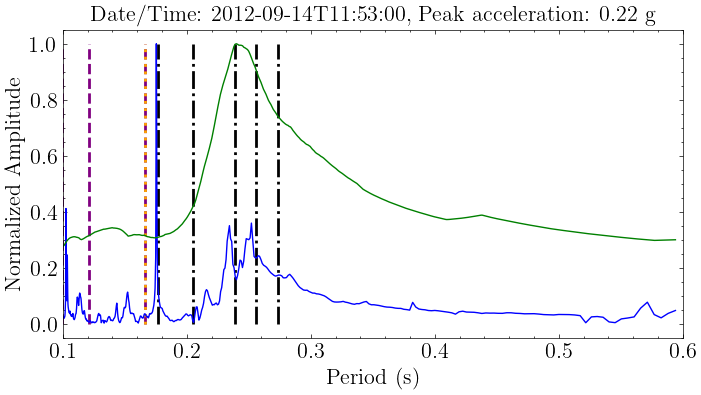 Date/Time: 2012-09-14T11:53:00, Peak acceleration: 0.22 g
Normalized Amplitude
1.0
0.8
0.6
0.4
0.2
0.0
0.1 0.2 0.3 0.4 0.5 0.6
Period (s)